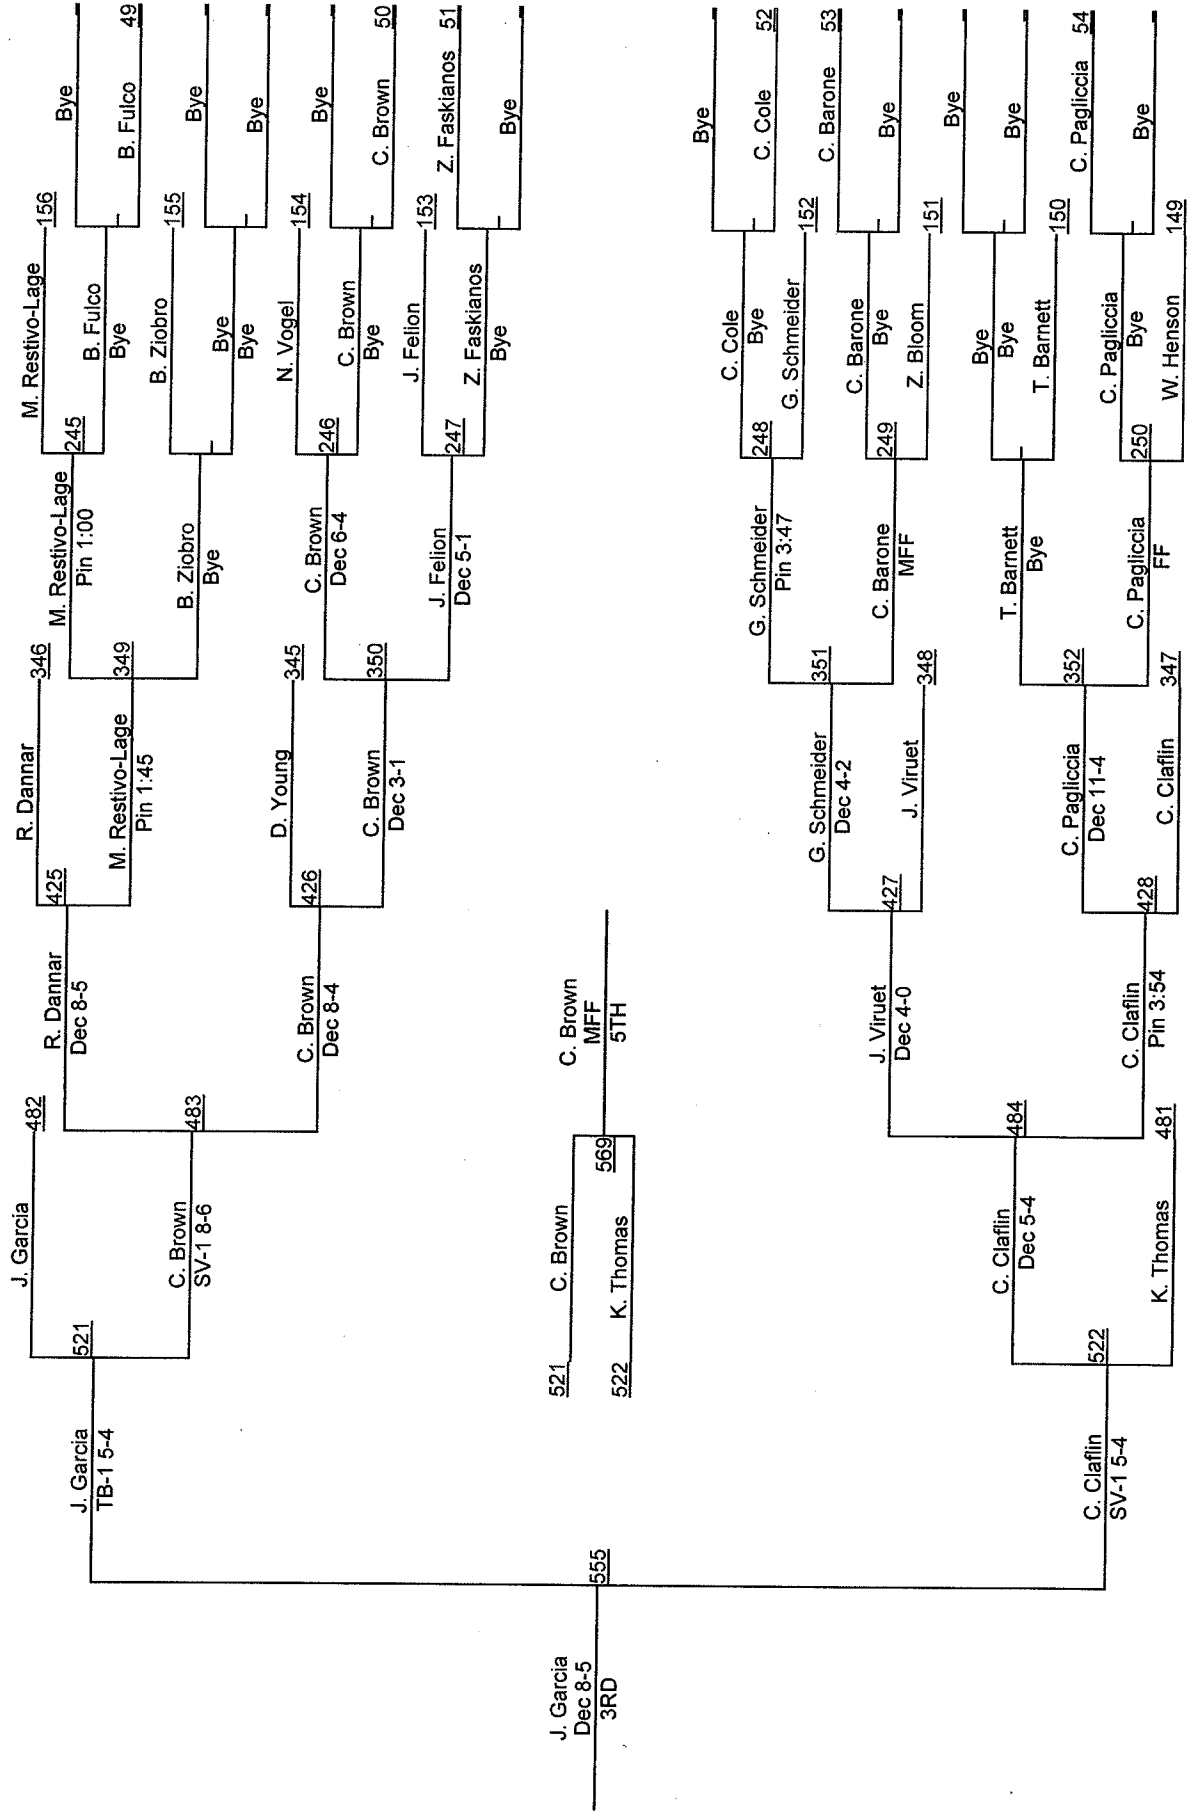 J. Garcia
Dec 8-5
3RD
555
J. Garcia
TB-1 5-4
C. Claflin
SV-1 5-4
J. Garcia
482
521
C. Brown
SV-1 8-6
521
C. Brown
522
K. Thomas
569
C. Brown
MFF
5TH
C. Claflin
Dec 5-4
522
K. Thomas
481
R. Dannar
Dec 8-5
483
C. Brown
Dec 8-4
J. Viruet
Dec 4-0
484
C. Claflin
Pin 3:54
R. Dannar
346
425
M. Restivo-Lage
Pin 1:45
D. Young
345
426
C. Brown
Dec 3-1
G. Schmeider
Dec 4-2
427
J. Viruet
348
C. Pagliccia
Dec 11-4
428
C. Claflin
347
M. Restivo-Lage
Pin 1:00
349
B. Ziobro
Bye
C. Brown
Dec 6-4
350
J. Felion
Dec 5-1
G. Schmeider
Pin 3:47
351
C. Barone
MFF
T. Barnett
Bye
352
C. Pagliccia
FF
M. Restivo-Lage
156
245
B. Fulco
Bye
B. Ziobro
155
Bye
Bye
N. Vogel
154
246
C. Brown
Bye
J. Felion
153
247
Z. Faskianos
Bye
C. Cole
Bye
248
G. Schmeider
152
C. Barone
Bye
249
Z. Bloom
151
Bye
Bye
T. Barnett
150
C. Pagliccia
Bye
250
W. Henson
149
Bye
B. Fulco
49
Bye
Bye
Bye
C. Brown
50
Z. Faskianos
51
Bye
Bye
C. Cole
52
C. Barone
53
Bye
Bye
Bye
C. Pagliccia
54
Bye